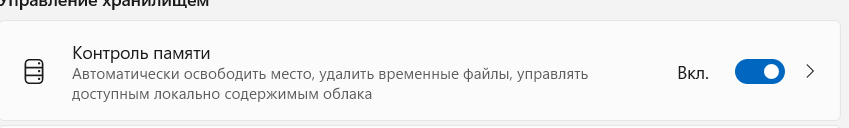 Управление хранилищем
Контроль памяти
Автоматически освободить место, удалить временные файлы, управлять
доступным локально содержимым облака
Вкл.